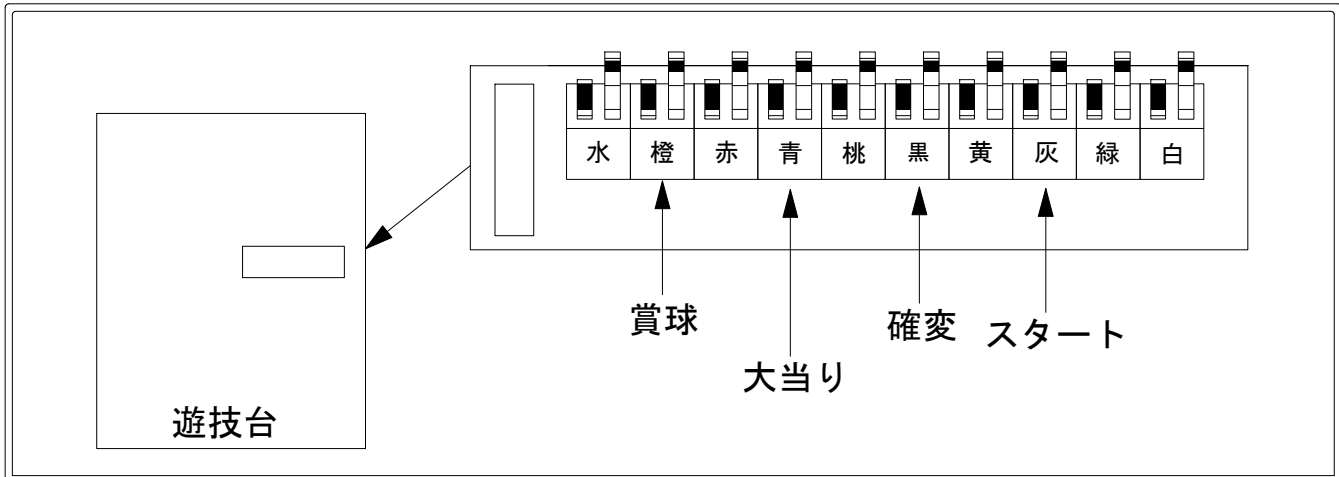 水 橙 赤 青 桃 黒 黄 灰 緑 白
賞球
大当り
確変
スタート
遊技台